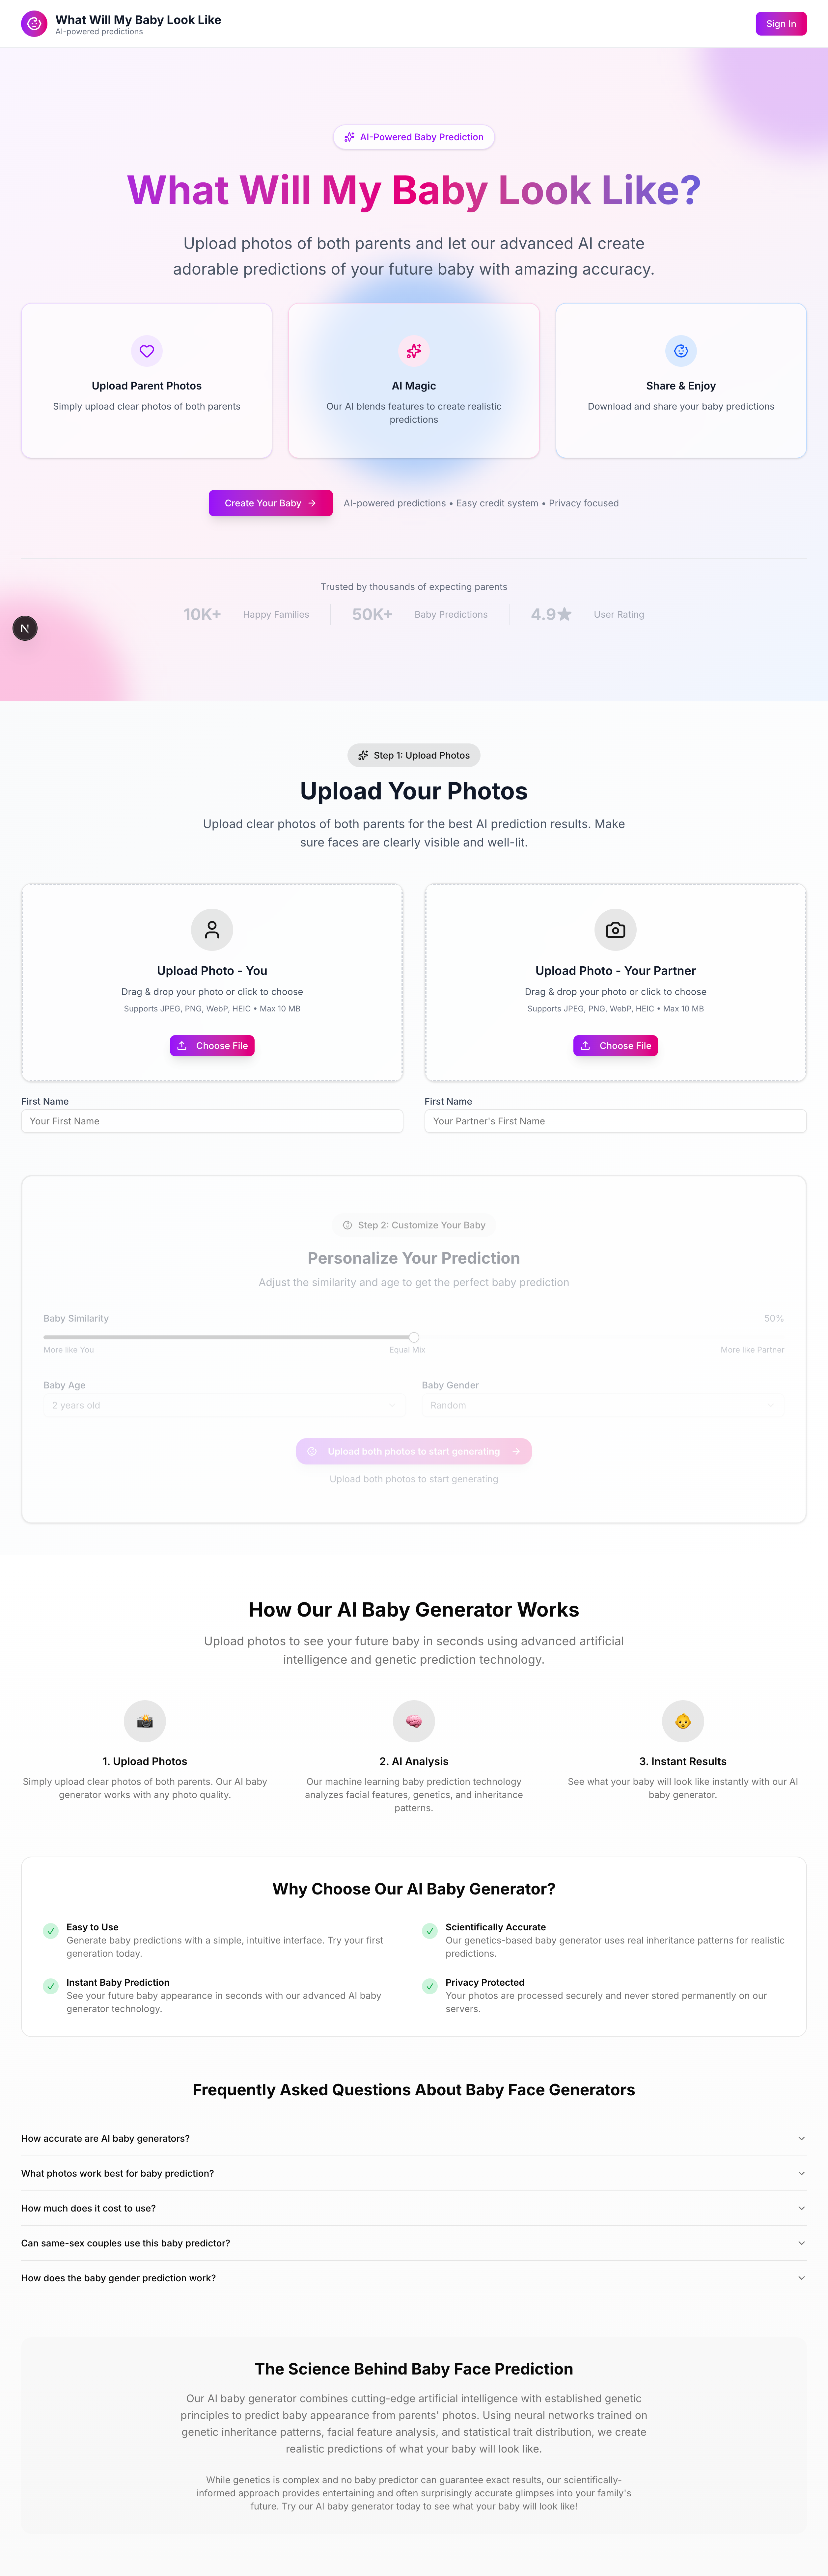 What Will My Baby Look Like
AI-powered predictions
Sign In
AI-Powered Baby Prediction
What Will My Baby Look Like?
Upload photos of both parents and let our advanced AI create
adorable predictions of your future baby with amazing accuracy.
Upload Parent Photos
Simply upload clear photos of both parents
AI Magic
Our AI blends features to create realistic
predictions
Share & Enjoy
Download and share your baby predictions
Create Your Baby →
AI-powered predictions • Easy credit system • Privacy focused
Trusted by thousands of expecting parents
10K+ Happy Families
50K+ Baby Predictions
4.9★ User Rating
N
Step 1: Upload Photos
Upload Your Photos
Upload clear photos of both parents for the best AI prediction results. Make
sure faces are clearly visible and well-lit.
Upload Photo - You
Drag & drop your photo or click to choose
Supports JPEG, PNG, WebP, HEIC • Max 10 MB
Choose File
First Name
Your First Name
Upload Photo - Your Partner
Drag & drop your photo or click to choose
Supports JPEG, PNG, WebP, HEIC • Max 10 MB
Choose File
First Name
Your Partner's First Name
Step 2: Customize Your Baby
Personalize Your Prediction
Adjust the similarity and age to get the perfect baby prediction
Baby Similarity 50%
More like You Equal Mix More like Partner
Baby Age
2 years old
Baby Gender
Random
Upload both photos to start generating →
Upload both photos to start generating
How Our AI Baby Generator Works
Upload photos to see your future baby in seconds using advanced artificial
intelligence and genetic prediction technology.
1. Upload Photos
Simply upload clear photos of both parents. Our AI baby
generator works with any photo quality.
2. AI Analysis
Our machine learning baby prediction technology
analyzes facial features, genetics, and inheritance
patterns.
3. Instant Results
See what your baby will look like instantly with our AI
baby generator.
Why Choose Our AI Baby Generator?
Easy to Use
Generate baby predictions with a simple, intuitive interface. Try your first
generation today.
Scientifically Accurate
Our genetics-based baby generator uses real inheritance patterns for realistic
predictions.
Instant Baby Prediction
See your future baby appearance in seconds with our advanced AI baby
generator technology.
Privacy Protected
Your photos are processed securely and never stored permanently on our
servers.
Frequently Asked Questions About Baby Face Generators
How accurate are AI baby generators?
What photos work best for baby prediction?
How much does it cost to use?
Can same-sex couples use this baby predictor?
How does the baby gender prediction work?
The Science Behind Baby Face Prediction
Our AI baby generator combines cutting-edge artificial intelligence with established genetic
principles to predict baby appearance from parents' photos. Using neural networks trained on
genetic inheritance patterns, facial feature analysis, and statistical trait distribution, we create
realistic predictions of what your baby will look like.
While genetics is complex and no baby predictor can guarantee exact results, our scientifically-
informed approach provides entertaining and often surprisingly accurate glimpses into your family's
future. Try our AI baby generator today to see what your baby will look like!